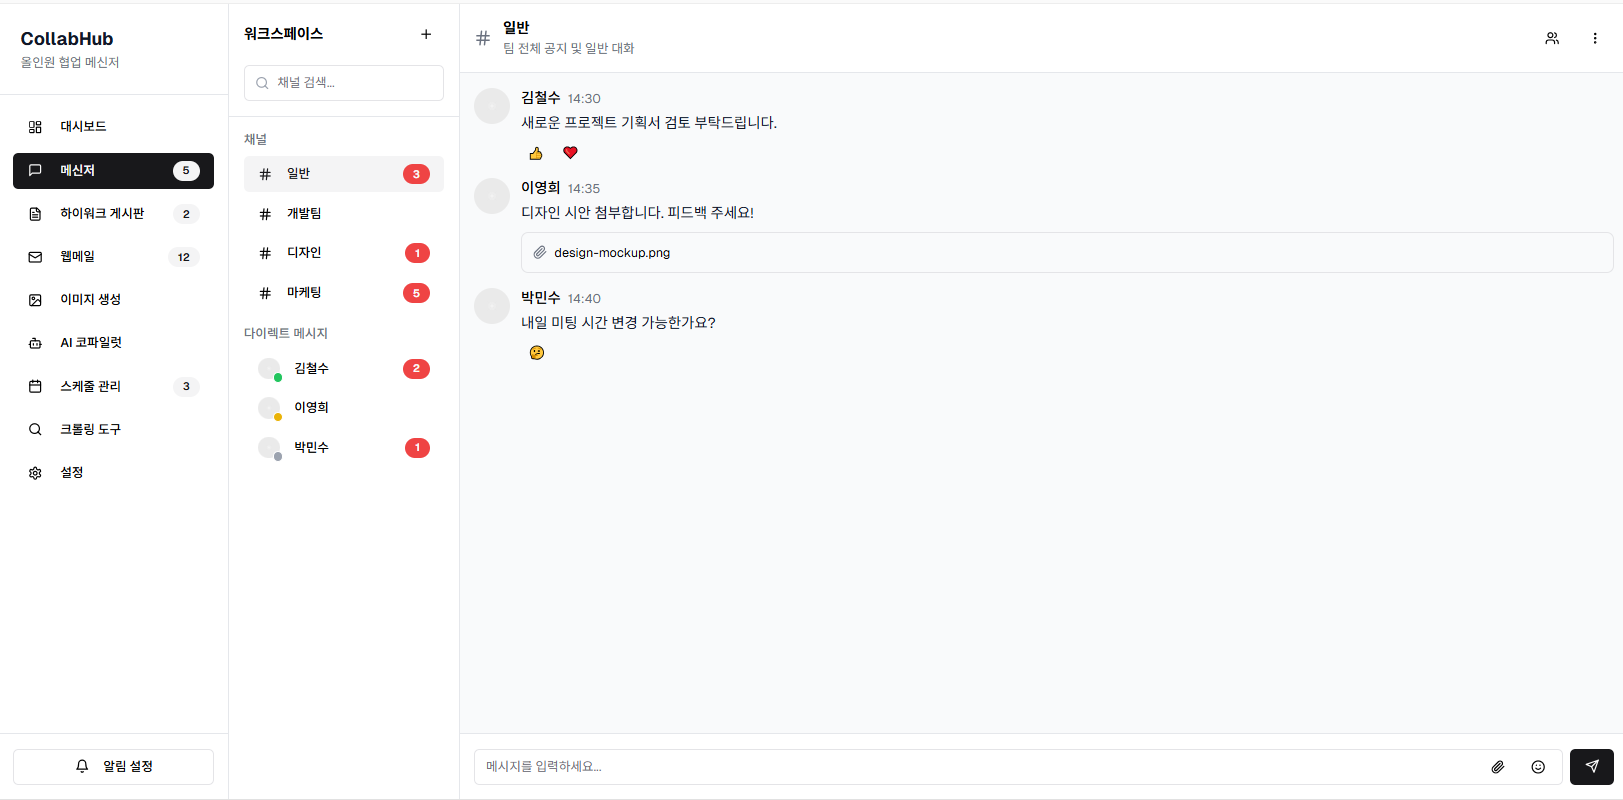 CollabHub
올인원 협업 메신저
대시보드
메신저 5
하이워크 게시판 2
웹메일 12
이미지 생성
AI 코파일럿
스케줄 관리 3
크롤링 도구
설정
알림 설정
워크스페이스
채널 검색...
채널
일반 3
개발팀
디자인 1
마케팅 5
다이렉트 메시지
김철수 2
이영희
박민수 1
일반
팀 전체 공지 및 일반 대화
김철수 14:30
새로운 프로젝트 기획서 검토 부탁드립니다.
이영희 14:35
디자인 시안 첨부합니다. 피드백 주세요!
design-mockup.png
박민수 14:40
내일 미팅 시간 변경 가능한가요?
메시지를 입력하세요...